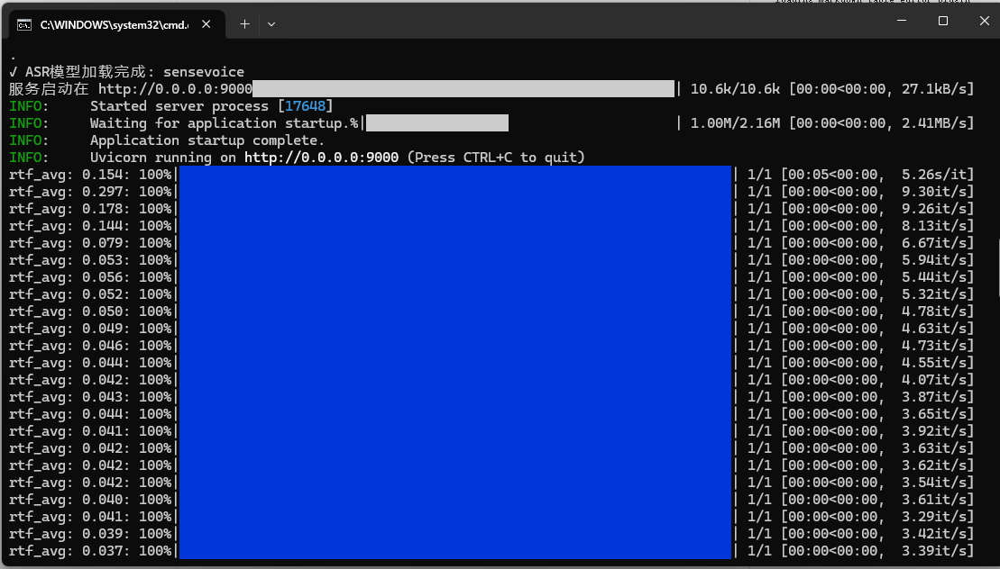 C:\WINDOWS\system32\cmd.
.
✓ ASR模型加载完成: sensevoice
服务启动在 http://0.0.0.0:9000| 10.6k/10.6k [00:00<00:00, 27.1kB/s]
INFO:     Started server process [17648]
INFO:     Waiting for application startup.%| | 1.00M/2.16M [00:00<00:00, 2.41MB/s]
INFO:     Application startup complete.
INFO:     Uvicorn running on http://0.0.0.0:9000 (Press CTRL+C to quit)
rtf_avg: 0.154: 100%| | 1/1 [00:05<00:00,  5.26s/it]
rtf_avg: 0.297: 100%| | 1/1 [00:00<00:00,  9.30it/s]
rtf_avg: 0.178: 100%| | 1/1 [00:00<00:00,  9.26it/s]
rtf_avg: 0.144: 100%| | 1/1 [00:00<00:00,  8.13it/s]
rtf_avg: 0.079: 100%| | 1/1 [00:00<00:00,  6.67it/s]
rtf_avg: 0.053: 100%| | 1/1 [00:00<00:00,  5.94it/s]
rtf_avg: 0.056: 100%| | 1/1 [00:00<00:00,  5.44it/s]
rtf_avg: 0.052: 100%| | 1/1 [00:00<00:00,  5.32it/s]
rtf_avg: 0.050: 100%| | 1/1 [00:00<00:00,  4.78it/s]
rtf_avg: 0.049: 100%| | 1/1 [00:00<00:00,  4.63it/s]
rtf_avg: 0.046: 100%| | 1/1 [00:00<00:00,  4.73it/s]
rtf_avg: 0.044: 100%| | 1/1 [00:00<00:00,  4.55it/s]
rtf_avg: 0.042: 100%| | 1/1 [00:00<00:00,  4.07it/s]
rtf_avg: 0.043: 100%| | 1/1 [00:00<00:00,  3.87it/s]
rtf_avg: 0.044: 100%| | 1/1 [00:00<00:00,  3.65it/s]
rtf_avg: 0.041: 100%| | 1/1 [00:00<00:00,  3.92it/s]
rtf_avg: 0.042: 100%| | 1/1 [00:00<00:00,  3.63it/s]
rtf_avg: 0.042: 100%| | 1/1 [00:00<00:00,  3.62it/s]
rtf_avg: 0.042: 100%| | 1/1 [00:00<00:00,  3.54it/s]
rtf_avg: 0.040: 100%| | 1/1 [00:00<00:00,  3.61it/s]
rtf_avg: 0.041: 100%| | 1/1 [00:00<00:00,  3.29it/s]
rtf_avg: 0.039: 100%| | 1/1 [00:00<00:00,  3.42it/s]
rtf_avg: 0.037: 100%| | 1/1 [00:00<00:00,  3.39it/s]